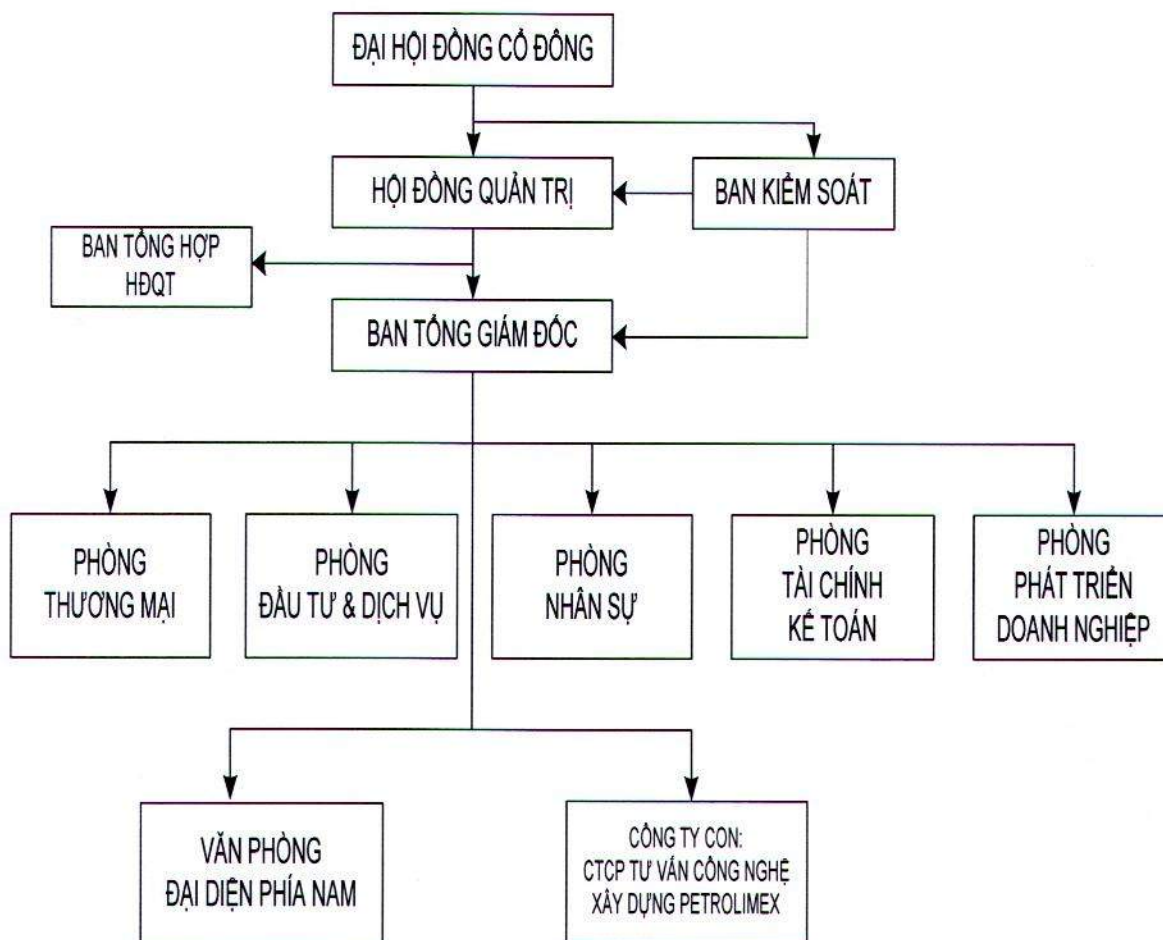 ĐẠI HỘI ĐỒNG CỔ ĐÔNG
HỘI ĐỒNG QUẢN TRỊ
BAN KIỂM SOÁT
BAN TỔNG HỢP
HĐQT
BAN TỔNG GIÁM ĐỐC
PHÒNG
THƯƠNG MẠI
PHÒNG
ĐẦU TƯ & DỊCH VỤ
PHÒNG
NHÂN SỰ
PHÒNG
TÀI CHÍNH
KẾ TOÁN
PHÒNG
PHÁT TRIỂN
DOANH NGHIỆP
VĂN PHÒNG
ĐẠI DIỆN PHÍA NAM
CÔNG TY CON:
CTCP TƯ VẤN CÔNG NGHỆ
XÂY DỰNG PETROLIMEX